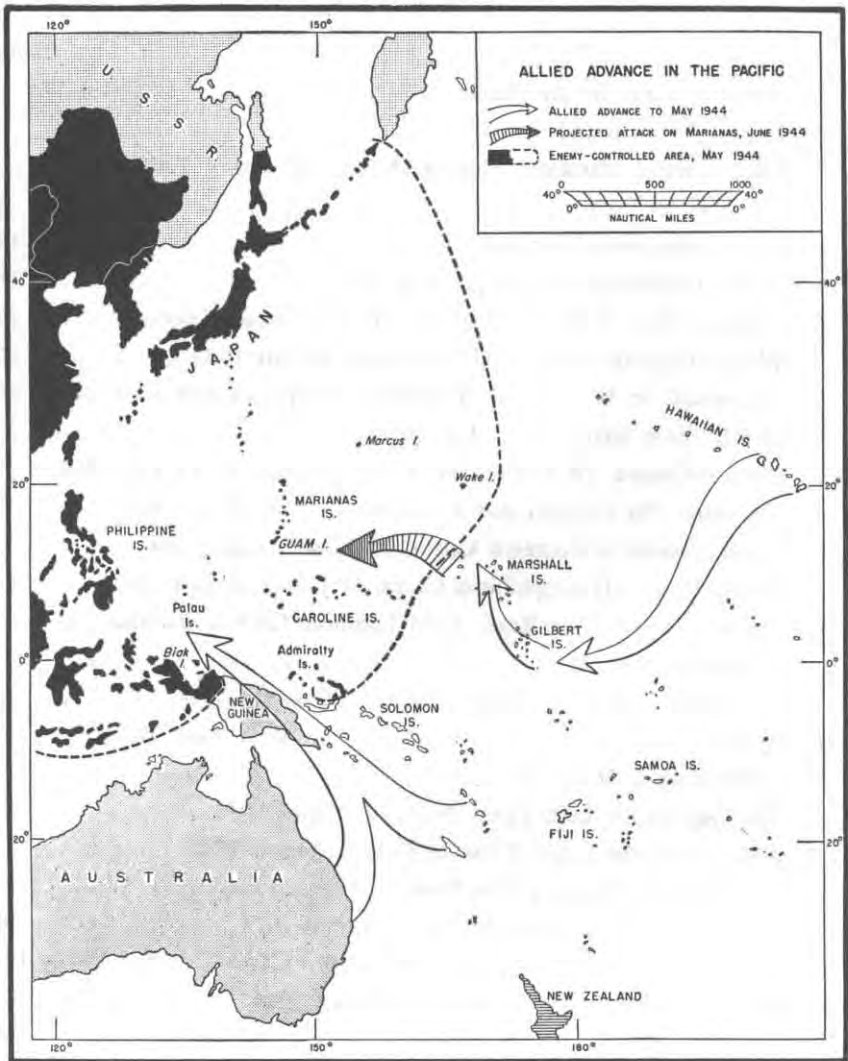 120°
150°
U. S. S. R.
ALLIED ADVANCE IN THE PACIFIC
ALLIED ADVANCE TO MAY 1944
PROJECTED ATTACK ON MARIANAS, JUNE 1944
ENEMY-CONTROLLED AREA, MAY 1944
0 500 1000
40° 40°
0° 0°
NAUTICAL MILES
40° 40°
JAPAN
HAWAIIAN IS.
Marcus I.
Wake I.
20° 20°
MARIANAS
IS.
PHILIPPINE
IS.
GUAM I.
MARSHALL
IS.
CAROLINE IS.
Palau
Is.
GILBERT
IS.
Biak
I.
Admiralty
Is.
0° 0°
NEW
GUINEA
SOLOMON
IS.
SAMOA IS.
FIJI IS.
20° 20°
AUSTRALIA
NEW ZEALAND
120° 150° 180°